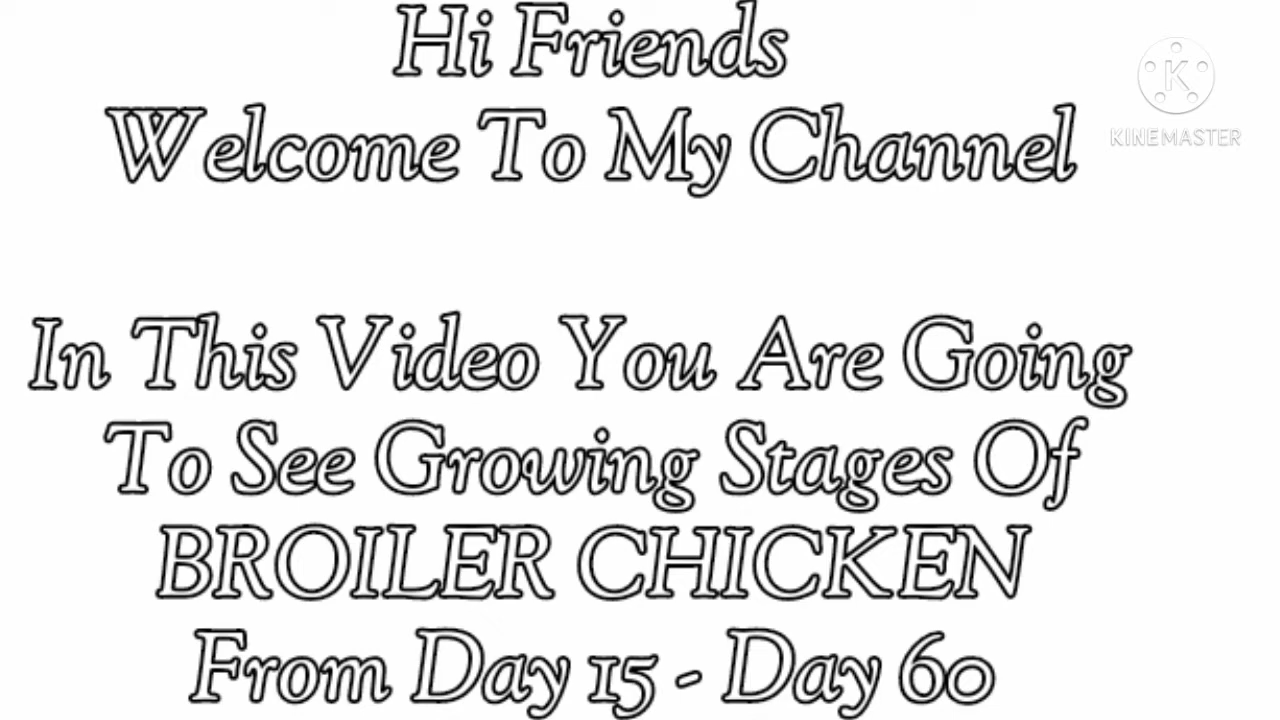 Hi Friends
Welcome To My Channel
In This Video You Are Going
To See Growing Stages Of
BROILER CHICKEN
From Day 15 - Day 60
K
KINEMASTER